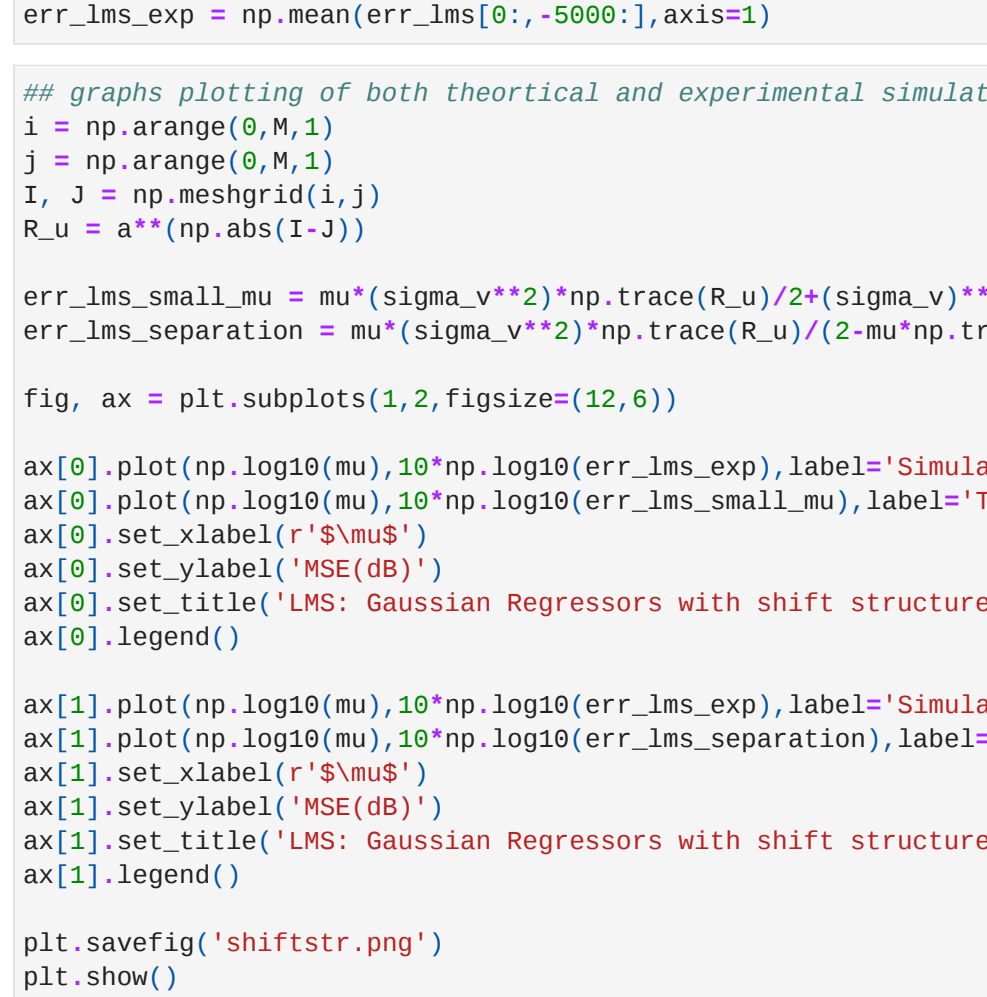 err_lms_exp = np.mean(err_lms[0:,-5000:],axis=1)
## graphs plotting of both theortical and experimental simulat
i = np.arange(0,M,1)
j = np.arange(0,M,1)
I, J = np.meshgrid(i,j)
R_u = a**(np.abs(I-J))
err_lms_small_mu = mu*(sigma_v**2)*np.trace(R_u)/2+(sigma_v)**
err_lms_separation = mu*(sigma_v**2)*np.trace(R_u)/(2-mu*np.tr
fig, ax = plt.subplots(1,2,figsize=(12,6))
ax[0].plot(np.log10(mu),10*np.log10(err_lms_exp),label='Simula
ax[0].plot(np.log10(mu),10*np.log10(err_lms_small_mu),label='T
ax[0].set_xlabel(r'$\mu$')
ax[0].set_ylabel('MSE(dB)')
ax[0].set_title('LMS: Gaussian Regressors with shift structure
ax[0].legend()
ax[1].plot(np.log10(mu),10*np.log10(err_lms_exp),label='Simula
ax[1].plot(np.log10(mu),10*np.log10(err_lms_separation),label=
ax[1].set_xlabel(r'$\mu$')
ax[1].set_ylabel('MSE(dB)')
ax[1].set_title('LMS: Gaussian Regressors with shift structure
ax[1].legend()
plt.savefig('shiftstr.png')
plt.show()